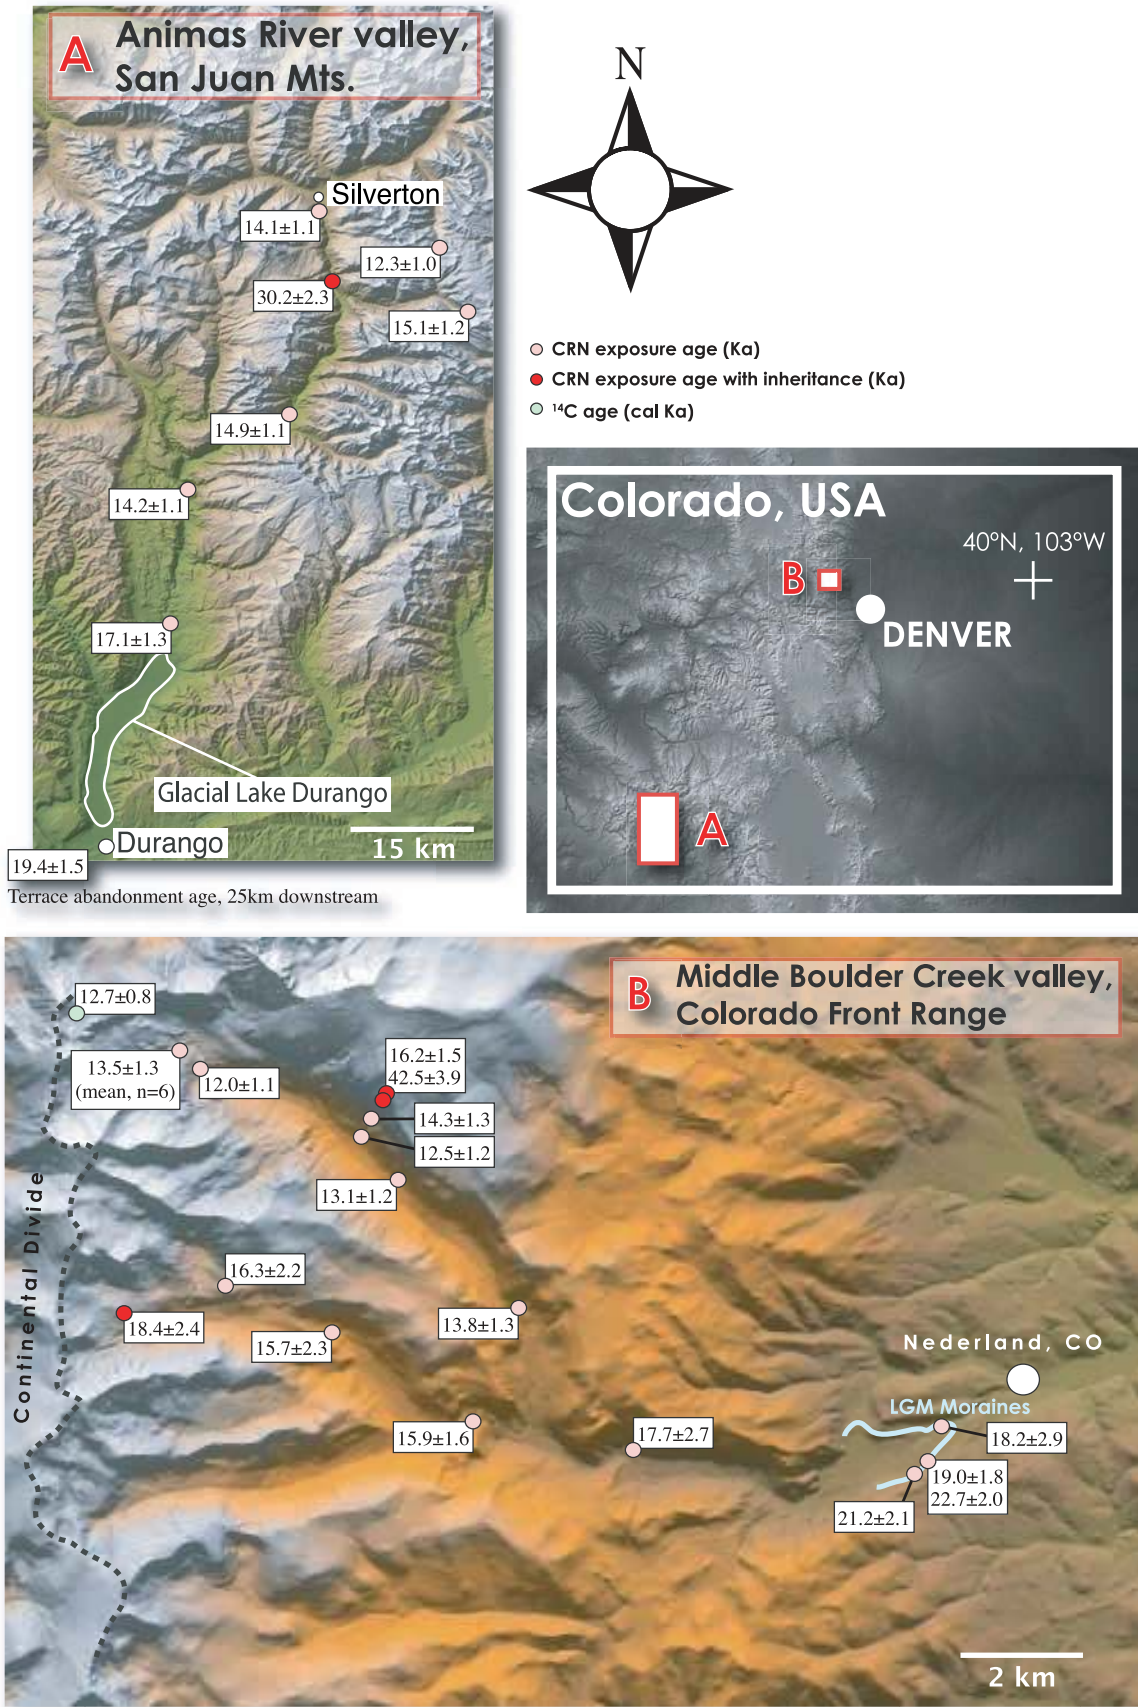 A
Animas River valley,
San Juan Mts.
N
Silverton
14.1±1.1
12.3±1.0
30.2±2.3
15.1±1.2
14.9±1.1
14.2±1.1
17.1±1.3
Glacial Lake Durango
Durango
15 km
19.4±1.5
Terrace abandonment age, 25km downstream
CRN exposure age (Ka)
CRN exposure age with inheritance (Ka)
¹⁴C age (cal Ka)
Colorado, USA
40°N, 103°W
B
DENVER
A
B
Middle Boulder Creek valley,
Colorado Front Range
12.7±0.8
13.5±1.3
(mean, n=6)
12.0±1.1
16.2±1.5
42.5±3.9
14.3±1.3
12.5±1.2
13.1±1.2
Continental Divide
16.3±2.2
18.4±2.4
15.7±2.3
13.8±1.3
15.9±1.6
17.7±2.7
Nederland, CO
LGM Moraines
18.2±2.9
19.0±1.8
22.7±2.0
21.2±2.1
2 km